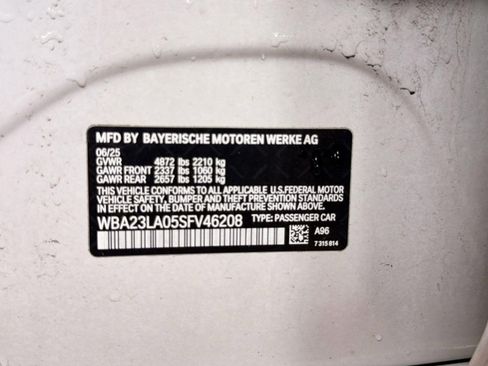 MFD BY BAYERISCHE MOTOREN WERKE AG
06/25
GVWR 4872 lbs 2210 kg
GAWR FRONT 2337 lbs 1060 kg
GAWR REAR 2657 lbs 1205 kg
THIS VEHICLE CONFORMS TO ALL APPLICABLE U.S. FEDERAL MOTOR
VEHICLE SAFETY, BUMPER AND THEFT PREVENTION STANDARDS
IN EFFECT ON THE DATE OF MANUFACTURE SHOWN ABOVE.
WBA23LA05SFV46208 TYPE: PASSENGER CAR
A96
7 315 814